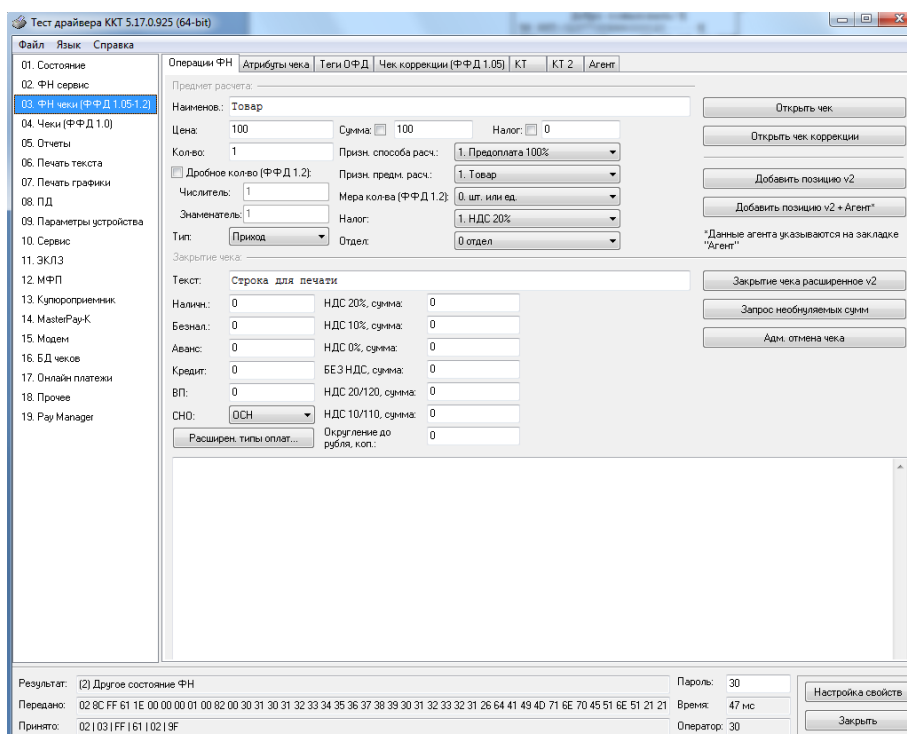 Тест драйвера ККТ 5.17.0.925 (64-bit)
Файл Язык Справка
01. Состояние
02. ФН сервис
03. ФН чеки (ФФД 1.05-1.2)
04. Чеки (ФФД 1.0)
05. Отчеты
06. Печать текста
07. Печать графики
08. ПД
09. Параметры устройства
10. Сервис
11. ЭКЛЗ
12. МФП
13. Купюроприемник
14. MasterPay-K
15. Модем
16. БД чеков
17. Онлайн платежи
18. Прочее
19. Pay Manager
Операции ФН Атрибуты чека Теги ОФД Чек коррекции (ФФД 1.05) КТ КТ 2 Агент
Предмет расчета:
Наименов.: Товар
Цена: 100 Сумма: 100 Налог: 0
Кол-во: 1 Призн. способа расч.: 1. Предоплата 100%
Дробное кол-во (ФФД 1.2): Призн. предм. расч.: 1. Товар
Числитель: 1 Мера кол-ва (ФФД 1.2): 0. шт. или ед.
Знаменатель: 1 Налог: 1. НДС 20%
Тип: Приход Отдел: 0 отдел
Закрытие чека:
Текст: Строка для печати
Наличн.: 0 НДС 20%, сумма: 0
Безнал.: 0 НДС 10%, сумма: 0
Аванс: 0 НДС 0%, сумма: 0
Кредит: 0 БЕЗ НДС, сумма: 0
ВП: 0 НДС 20/120, сумма: 0
СНО: ОСН НДС 10/110, сумма: 0
Расширен. типы оплат... Округление до рубля, коп.: 0
Открыть чек
Открыть чек коррекции
Добавить позицию v2
Добавить позицию v2 + Агент*
*Данные агента указываются на закладке
"Агент"
Закрытие чека расширенное v2
Запрос необнуляемых сумм
Адм. отмена чека
Результат: (2) Другое состояние ФН Пароль: 30
Передано: 02 8C FF 61 1E 00 00 00 01 00 82 00 30 31 30 31 32 33 34 35 36 37 38 39 30 31 32 33 32 31 26 64 41 49 4D 71 6E 70 45 51 6E 51 21 21 Время: 47 мс
Принято: 02 | 03 | FF | 61 | 02 | 9F Оператор: 30
Настройка свойств
Закрыть